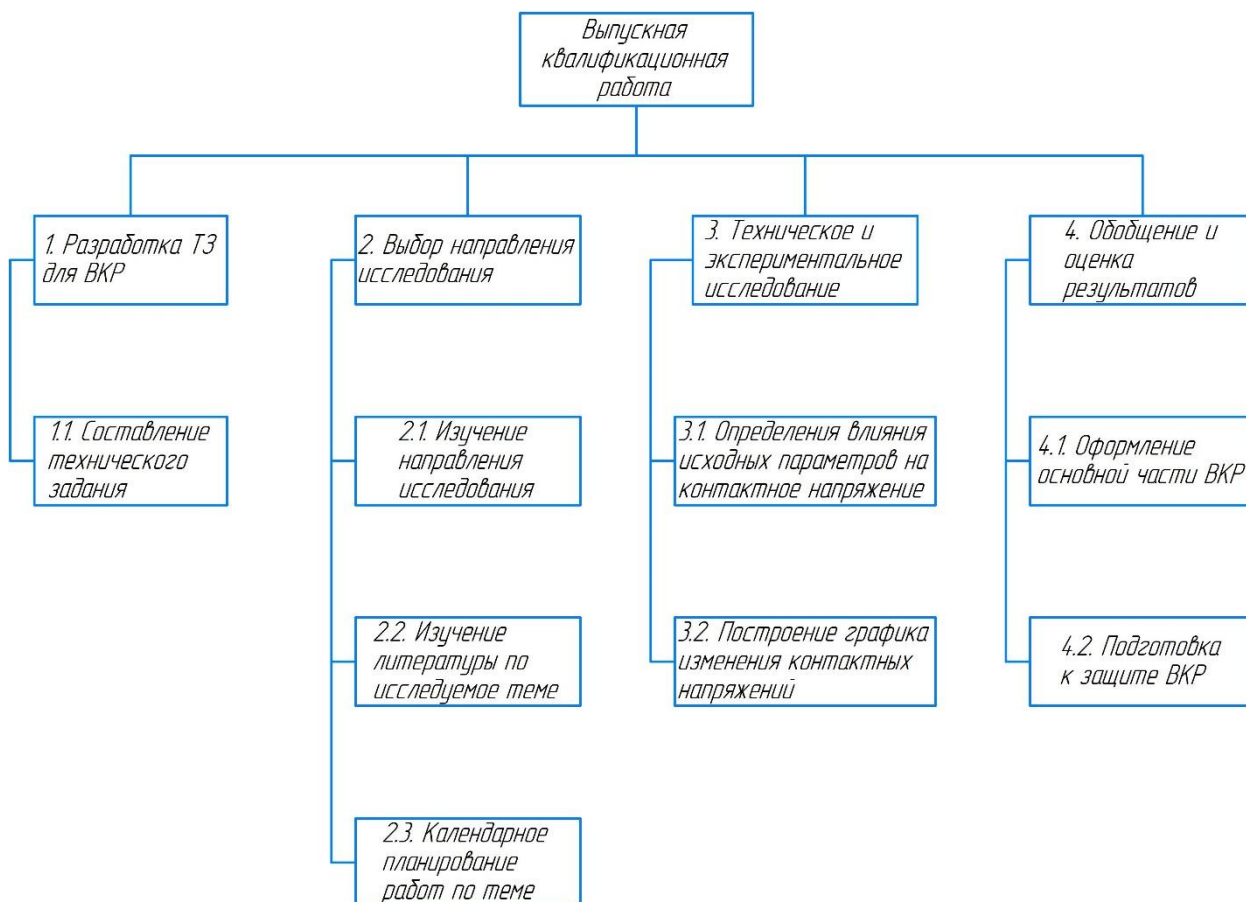 Выпускная
квалификационная
работа
1. Разработка ТЗ
для ВКР
2. Выбор направления
исследования
3. Техническое и
экспериментальное
исследование
4. Обобщение и
оценка
результатов
1.1. Составление
технического
задания
2.1. Изучение
направления
исследования
3.1. Определения влияния
исходных параметров на
контактное напряжение
4.1. Оформление
основной части ВКР
2.2. Изучение
литературы по
исследуемое теме
3.2. Построение графика
изменения контактных
напряжений
4.2. Подготовка
к защите ВКР
2.3. Календарное
планирование
работ по теме